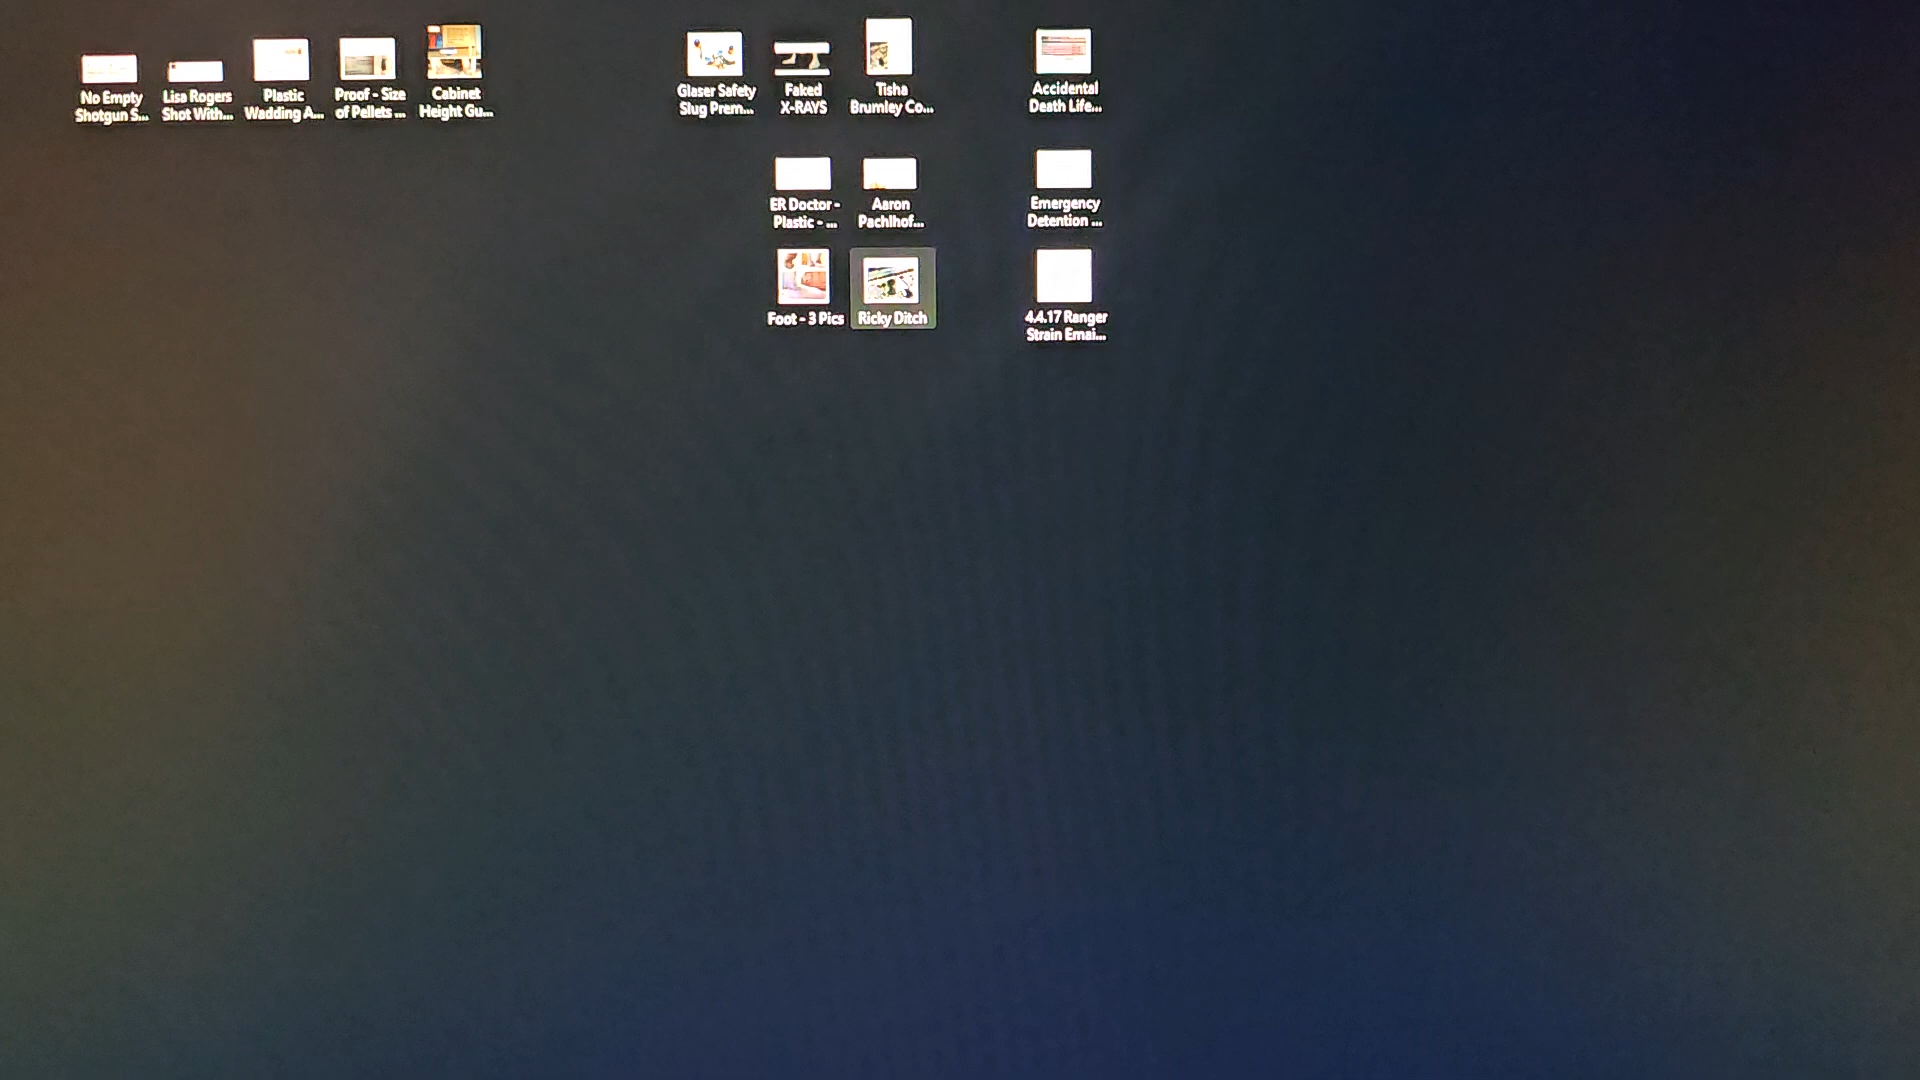 No Empty
Shotgun S...
Lisa Rogers
Shot With...
Plastic
Wadding A...
Proof - Size
of Pellets ...
Cabinet
Height Gu...
Glaser Safety
Slug Prem...
Faked
X-RAYS
Tisha
Brumley Co...
Accidental
Death Life...
ER Doctor -
Plastic - ...
Aaron
Pachlhof...
Emergency
Detention ...
Foot - 3 Pics
Ricky Ditch
4.4.17 Ranger
Strain Emai...